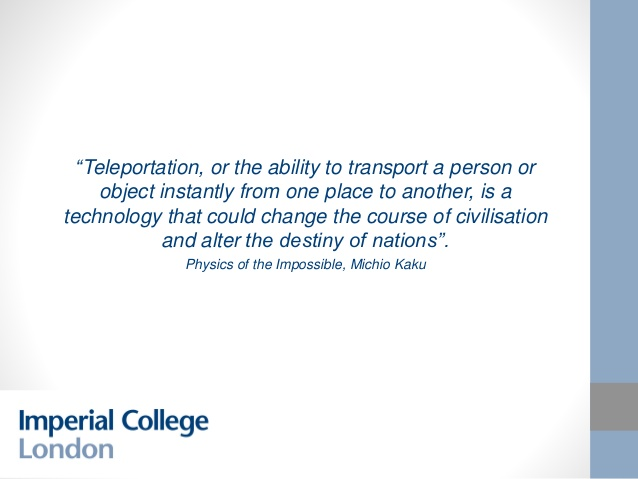 “Teleportation, or the ability to transport a person or
object instantly from one place to another, is a
technology that could change the course of civilisation
and alter the destiny of nations”.
Physics of the Impossible, Michio Kaku
Imperial College
London